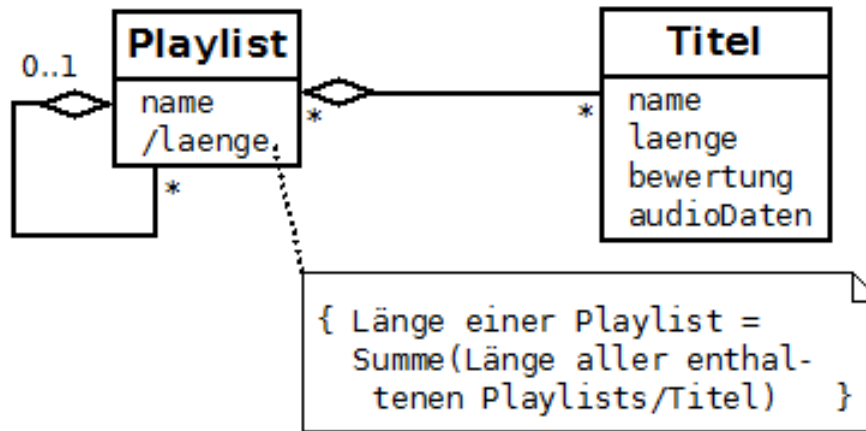 Playlist
Titel
0..1
name
/laenge
*
*
*
name
laenge
bewertung
audioDaten
{ Länge einer Playlist =
Summe(Länge aller enthal-
tenen Playlists/Titel) }